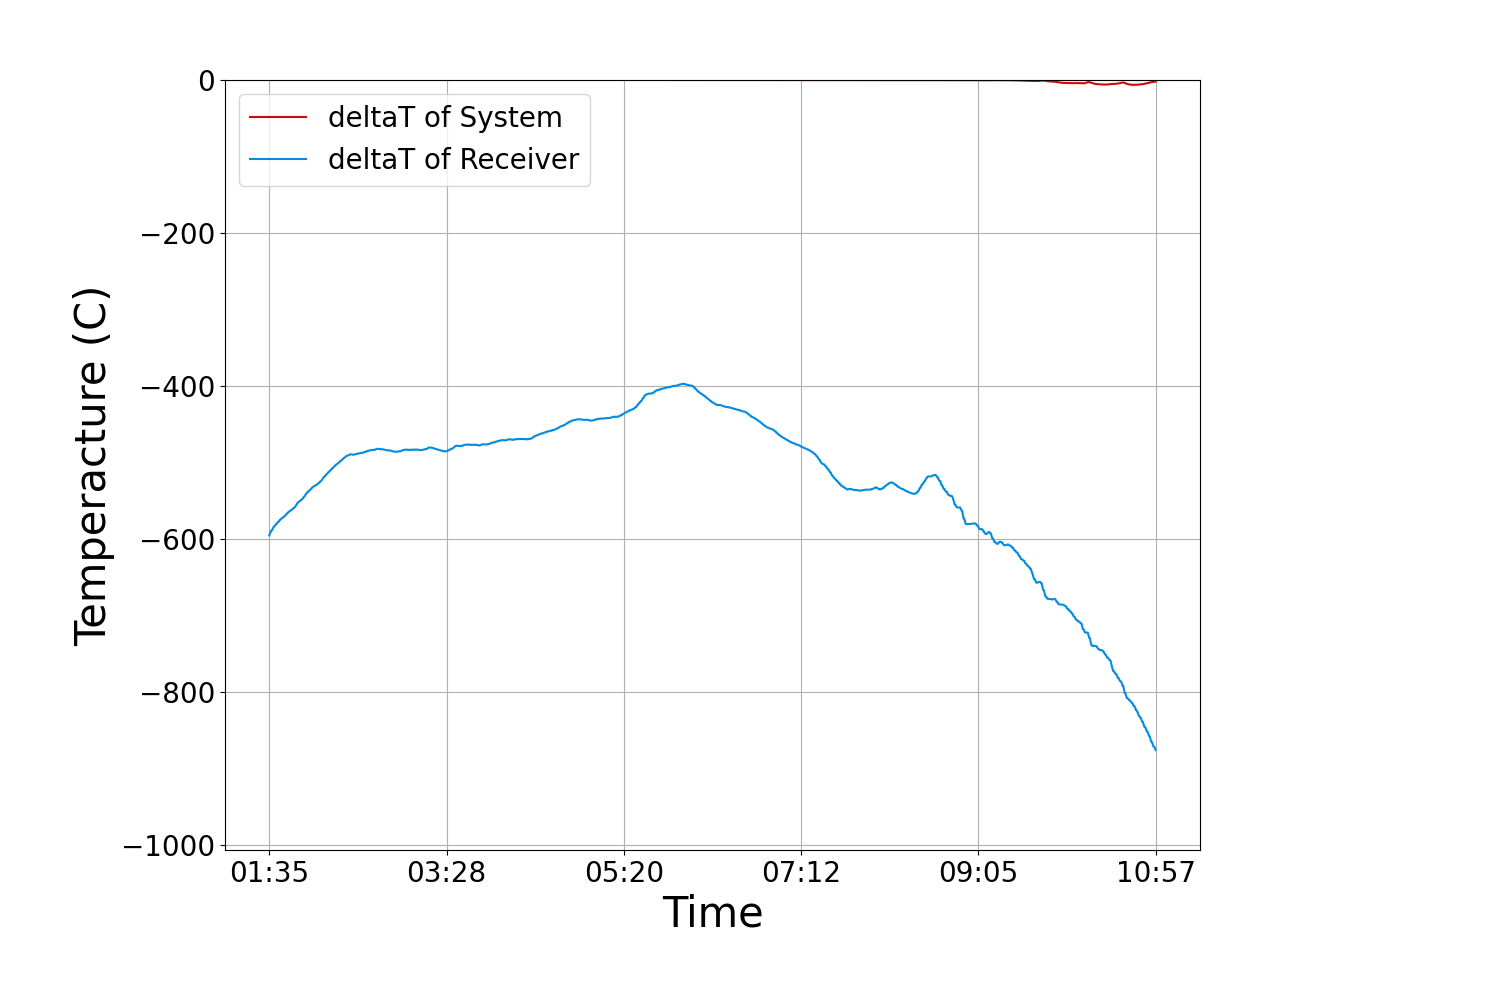 0
−200
−400
−600
−800
−1000
Temperacture (C)
deltaT of System
deltaT of Receiver
01:35 03:28 05:20 07:12 09:05 10:57
Time